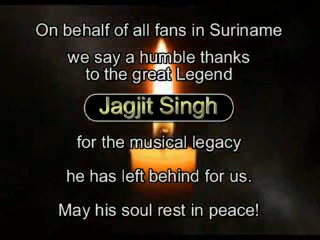 On behalf of all fans in Suriname
we say a humble thanks
to the great Legend
Jagjit Singh
for the musical legacy
he has left behind for us.
May his soul rest in peace!